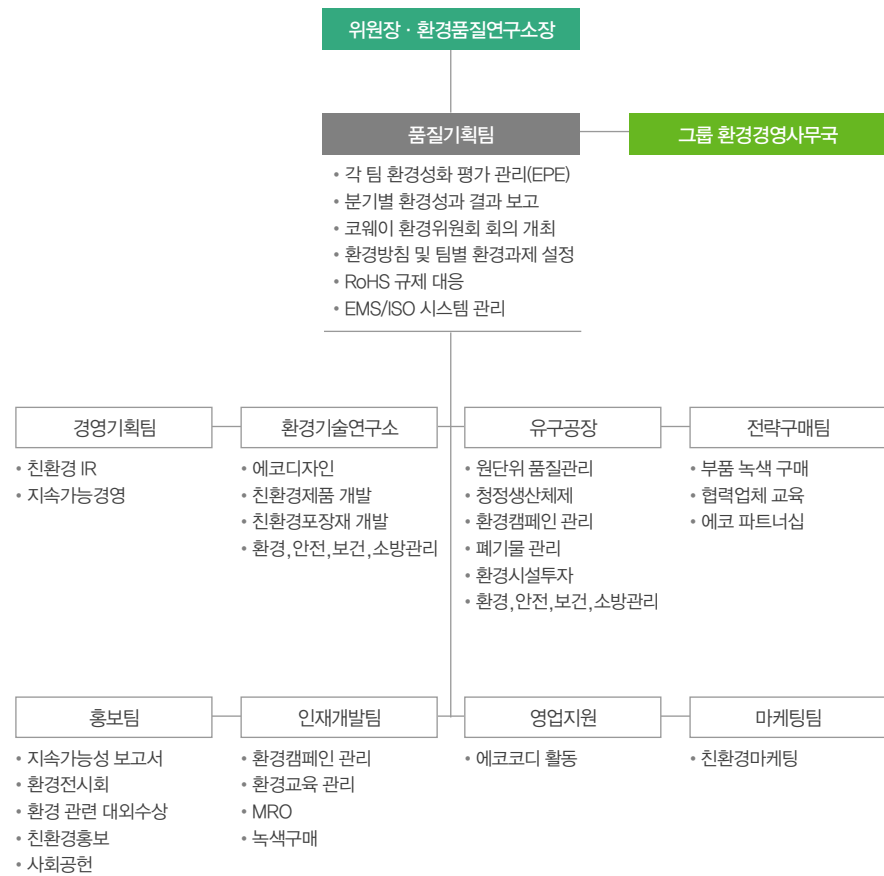 위원장 · 환경품질연구소장
품질기획팀
그룹 환경경영사무국
• 각 팀 환경성화 평가 관리(EPE)
• 분기별 환경성과 결과 보고
• 코웨이 환경위원회 회의 개최
• 환경방침 및 팀별 환경과제 설정
• RoHS 규제 대응
• EMS/ISO 시스템 관리
경영기획팀
• 친환경 IR
• 지속가능경영
환경기술연구소
• 에코디자인
• 친환경제품 개발
• 친환경포장재 개발
• 환경,안전,보건,소방관리
유구공장
• 원단위 품질관리
• 청정생산체제
• 환경캠페인 관리
• 폐기물 관리
• 환경시설투자
• 환경,안전,보건,소방관리
전략구매팀
• 부품 녹색 구매
• 협력업체 교육
• 에코 파트너십
홍보팀
• 지속가능성 보고서
• 환경전시회
• 환경 관련 대외수상
• 친환경홍보
• 사회공헌
인재개발팀
• 환경캠페인 관리
• 환경교육 관리
• MRO
• 녹색구매
영업지원
• 에코코디 활동
마케팅팀
• 친환경마케팅